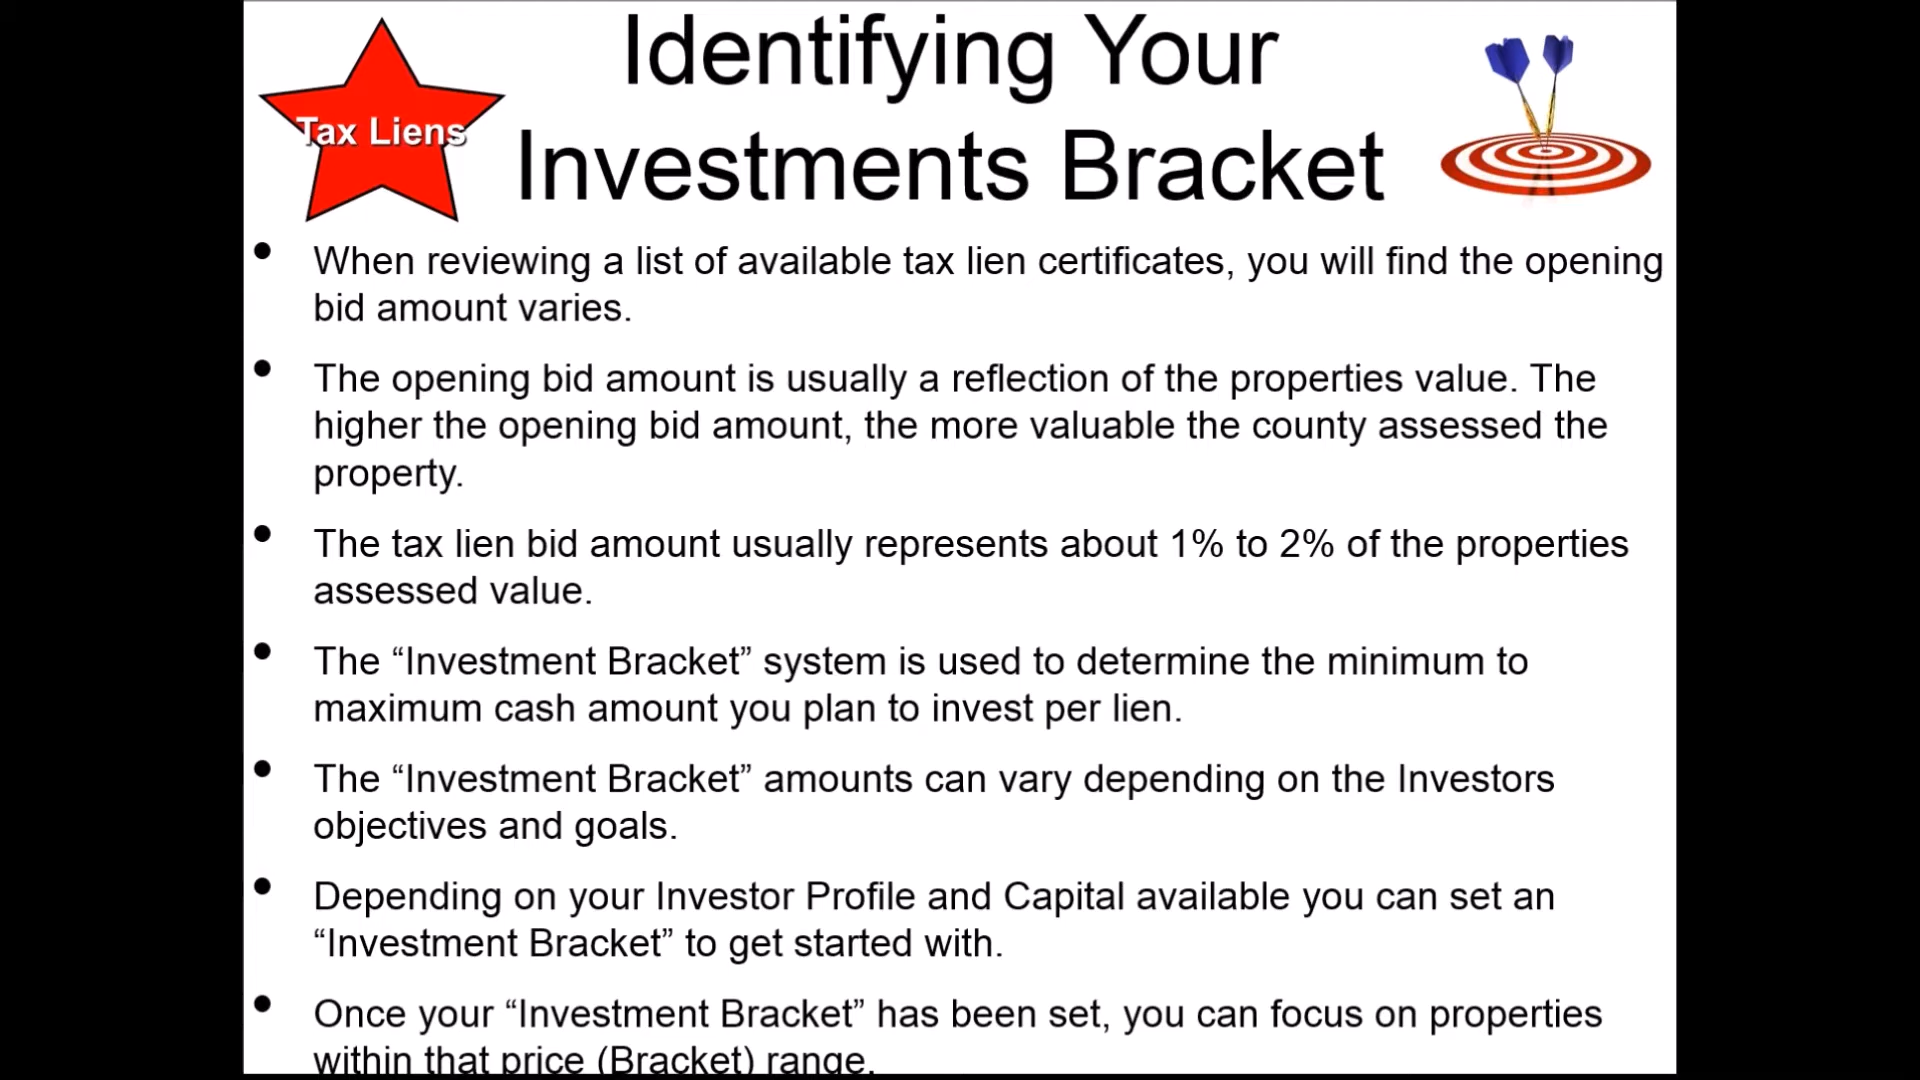 Identifying Your
Investments Bracket
Tax Liens
• When reviewing a list of available tax lien certificates, you will find the opening
bid amount varies.
• The opening bid amount is usually a reflection of the properties value. The
higher the opening bid amount, the more valuable the county assessed the
property.
• The tax lien bid amount usually represents about 1% to 2% of the properties
assessed value.
• The “Investment Bracket” system is used to determine the minimum to
maximum cash amount you plan to invest per lien.
• The “Investment Bracket” amounts can vary depending on the Investors
objectives and goals.
• Depending on your Investor Profile and Capital available you can set an
“Investment Bracket” to get started with.
• Once your “Investment Bracket” has been set, you can focus on properties
within that price (Bracket) range.